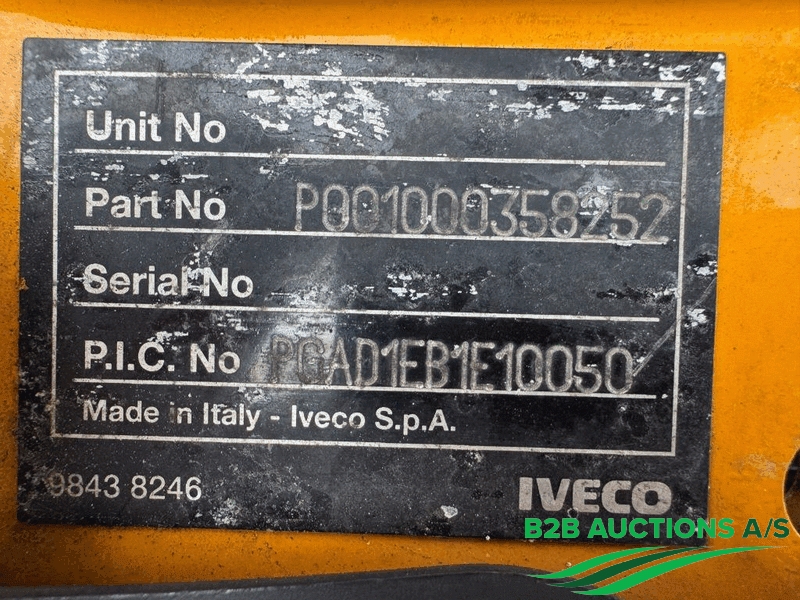 Unit No
Part No P001000358252
Serial No
P.I.C. No PGAD1EB1E10050
Made in Italy - Iveco S.p.A.
9843 8246
IVECO
B2B AUCTIONS A/S